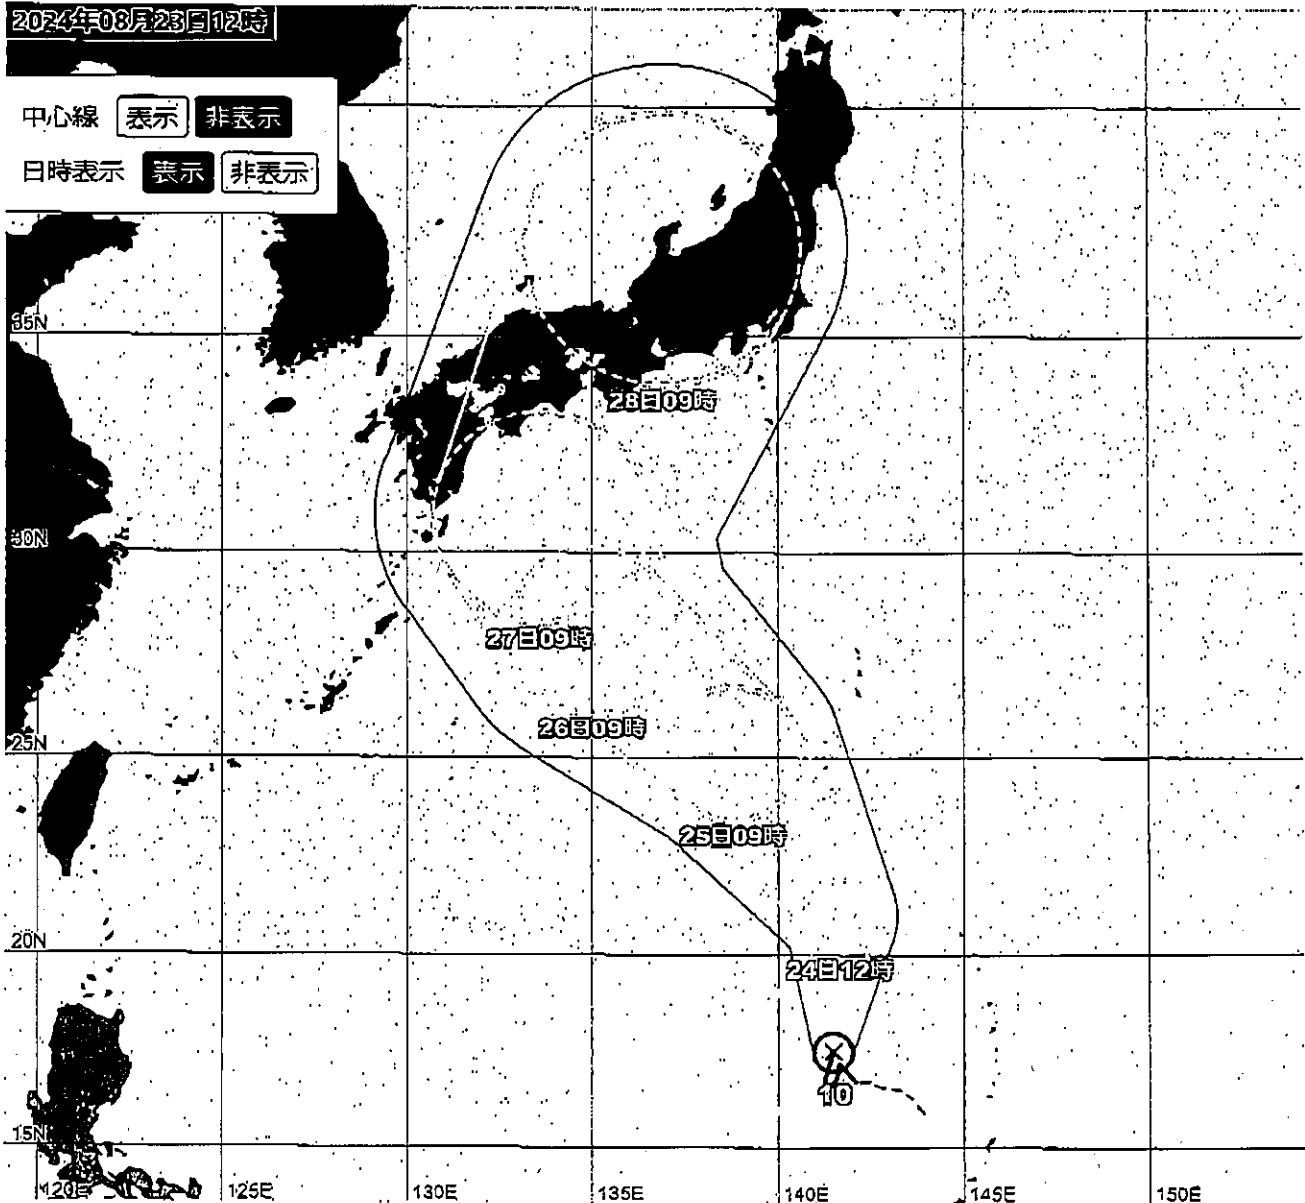 2024年08月23日12時
中心線 表示 非表示
日時表示 表示 非表示
35N
28日09時
30N
27日09時
26日09時
25N
25日09時
20N
24日12時
10
15N
120E 125E 130E 135E 140E 145E 150E